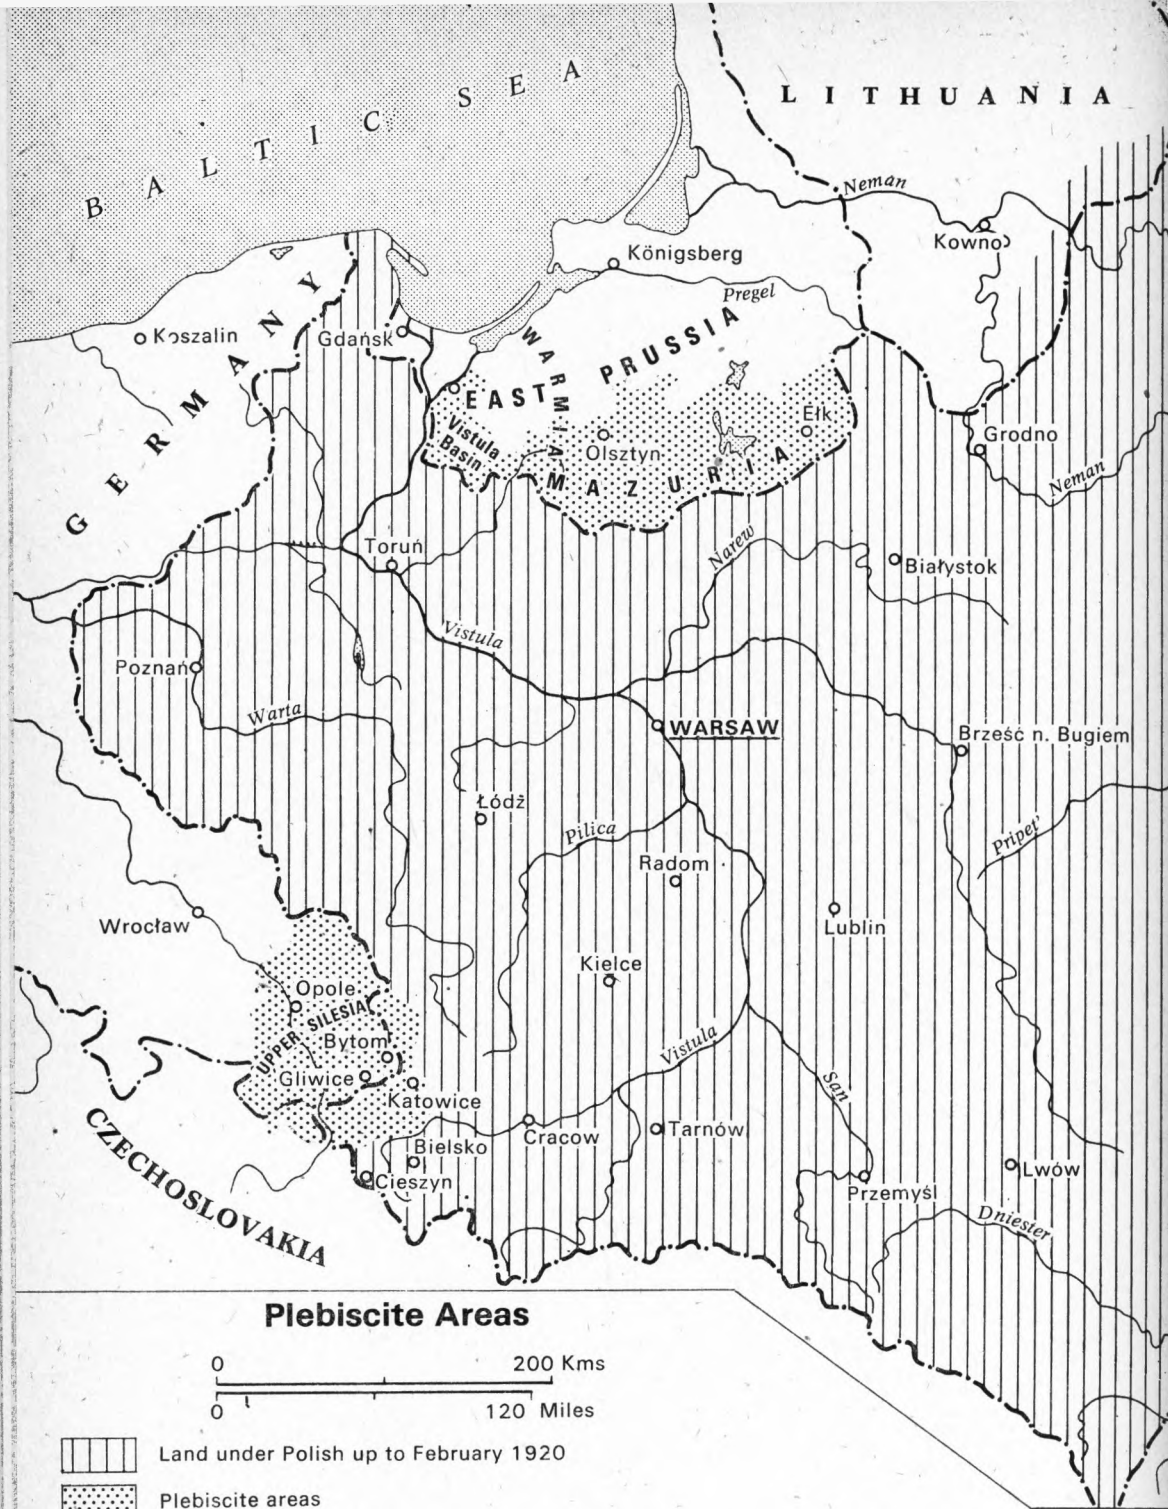 BALTIC SEA
LITHUANIA
Neman
Kowno
Königsberg
Pregel
Koszalin
Gdańsk
GERMANY
WARMIA
EAST PRUSSIA
Vistula
Basin
Olsztyn
Ełk
MAZURIA
Grodno
Neman
Toruń
Narew
Białystok
Vistula
Poznań
Warta
WARSAW
Brześć n. Bugiem
Łódź
Pilica
Pripet'
Radom
Wrocław
Lublin
Kielce
Opole
UPPER SILESIA
Bytom
Gliwice
Katowice
Vistula
San
Cracow
Tarnów
Bielsko
Cieszyn
Lwów
Przemyśl
Dniester
CZECHOSLOVAKIA
Plebiscite Areas
0 200 Kms
0 120 Miles
Land under Polish up to February 1920
Plebiscite areas